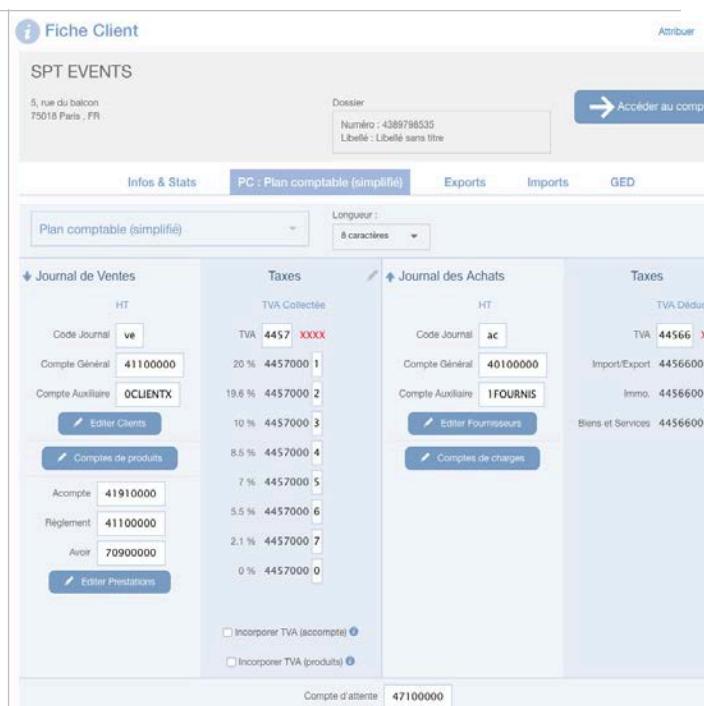 Fiche Client
Attribuer
SPT EVENTS
5, rue du balcon
75018 Paris , FR
Dossier
Numéro : 4389798535
Libellé : Libellé sans titre
Accéder au comp
Infos & Stats
PC : Plan comptable (simplifié)
Exports
Imports
GED
Plan comptable (simplifié)
Longueur :
8 caractères
Journal de Ventes
HT
Code Journal ve
Compte Général 41100000
Compte Auxiliaire 0CLIENTX
Editer Clients
Comptes de produits
Acompte 41910000
Règlement 41100000
Avoir 70900000
Editer Prestations
Taxes
TVA Collectée
TVA 4457 XXXX
20 % 4457000 1
19.6 % 4457000 2
10 % 4457000 3
8.5 % 4457000 4
7 % 4457000 5
5.5 % 4457000 6
2.1 % 4457000 7
0 % 4457000 0
Incorporer TVA (accompte)
Incorporer TVA (produits)
Journal des Achats
HT
Code Journal ac
Compte Général 40100000
Compte Auxiliaire 1FOURNIS
Editer Fournisseurs
Comptes de charges
Taxes
TVA Déduc
TVA 44566
Import/Export 4456600
Immo. 4456600
Biens et Services 4456600
Compte d'attente 47100000